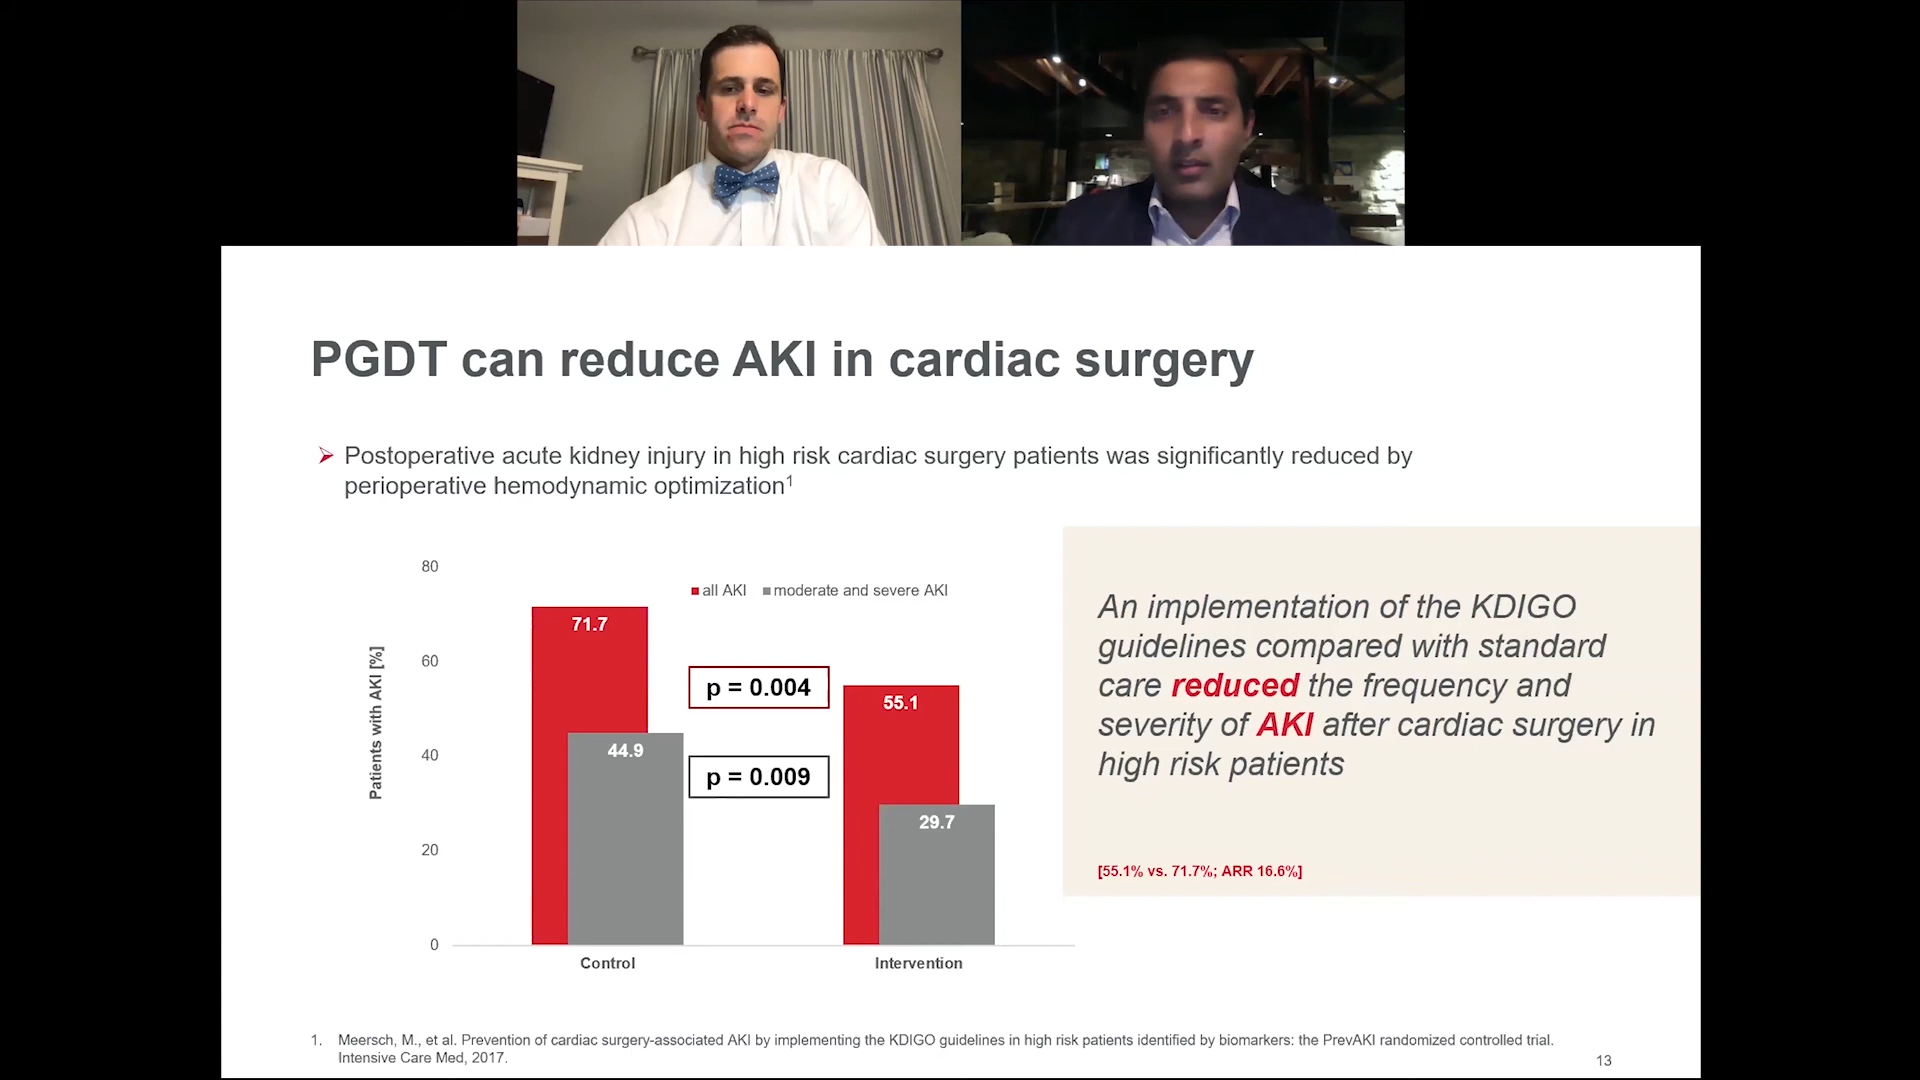 PGDT can reduce AKI in cardiac surgery
Postoperative acute kidney injury in high risk cardiac surgery patients was significantly reduced by
perioperative hemodynamic optimization1
80
60
40
20
0
Patients with AKI [%]
all AKI
moderate and severe AKI
71.7
44.9
p = 0.004
p = 0.009
55.1
29.7
Control
Intervention
An implementation of the KDIGO
guidelines compared with standard
care reduced the frequency and
severity of AKI after cardiac surgery in
high risk patients
[55.1% vs. 71.7%; ARR 16.6%]
1. Meersch, M., et al. Prevention of cardiac surgery-associated AKI by implementing the KDIGO guidelines in high risk patients identified by biomarkers: the PrevAKI randomized controlled trial.
Intensive Care Med, 2017.
13